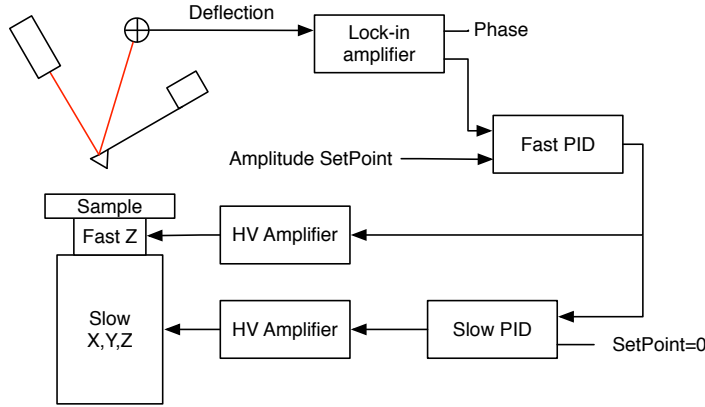 Deflection
Lock-in
amplifier
Phase
Amplitude SetPoint
Fast PID
Sample
Fast Z
HV Amplifier
Slow
X,Y,Z
HV Amplifier
Slow PID
SetPoint=0